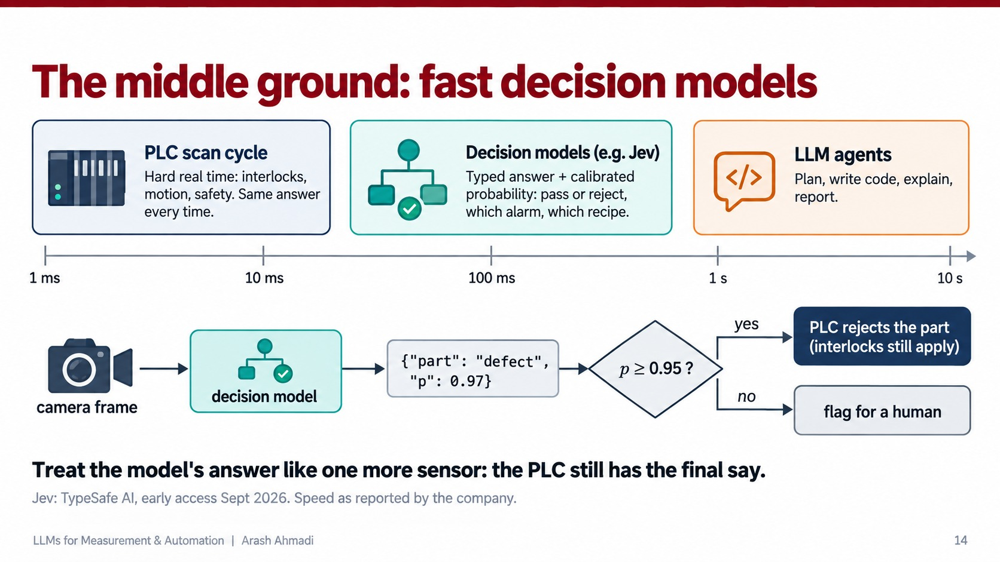 The middle ground: fast decision models
PLC scan cycle
Hard real time: interlocks,
motion, safety. Same answer
every time.
Decision models (e.g. Jev)
Typed answer + calibrated
probability: pass or reject,
which alarm, which recipe.
</>
LLM agents
Plan, write code, explain,
report.
1 ms
10 ms
100 ms
1 s
10 s
camera frame
decision model
{"part": "defect",
"p": 0.97}
p ≥ 0.95 ?
yes
PLC rejects the part
(interlocks still apply)
no
flag for a human
Treat the model's answer like one more sensor: the PLC still has the final say.
Jev: TypeSafe AI, early access Sept 2026. Speed as reported by the company.
LLMs for Measurement & Automation | Arash Ahmadi
14